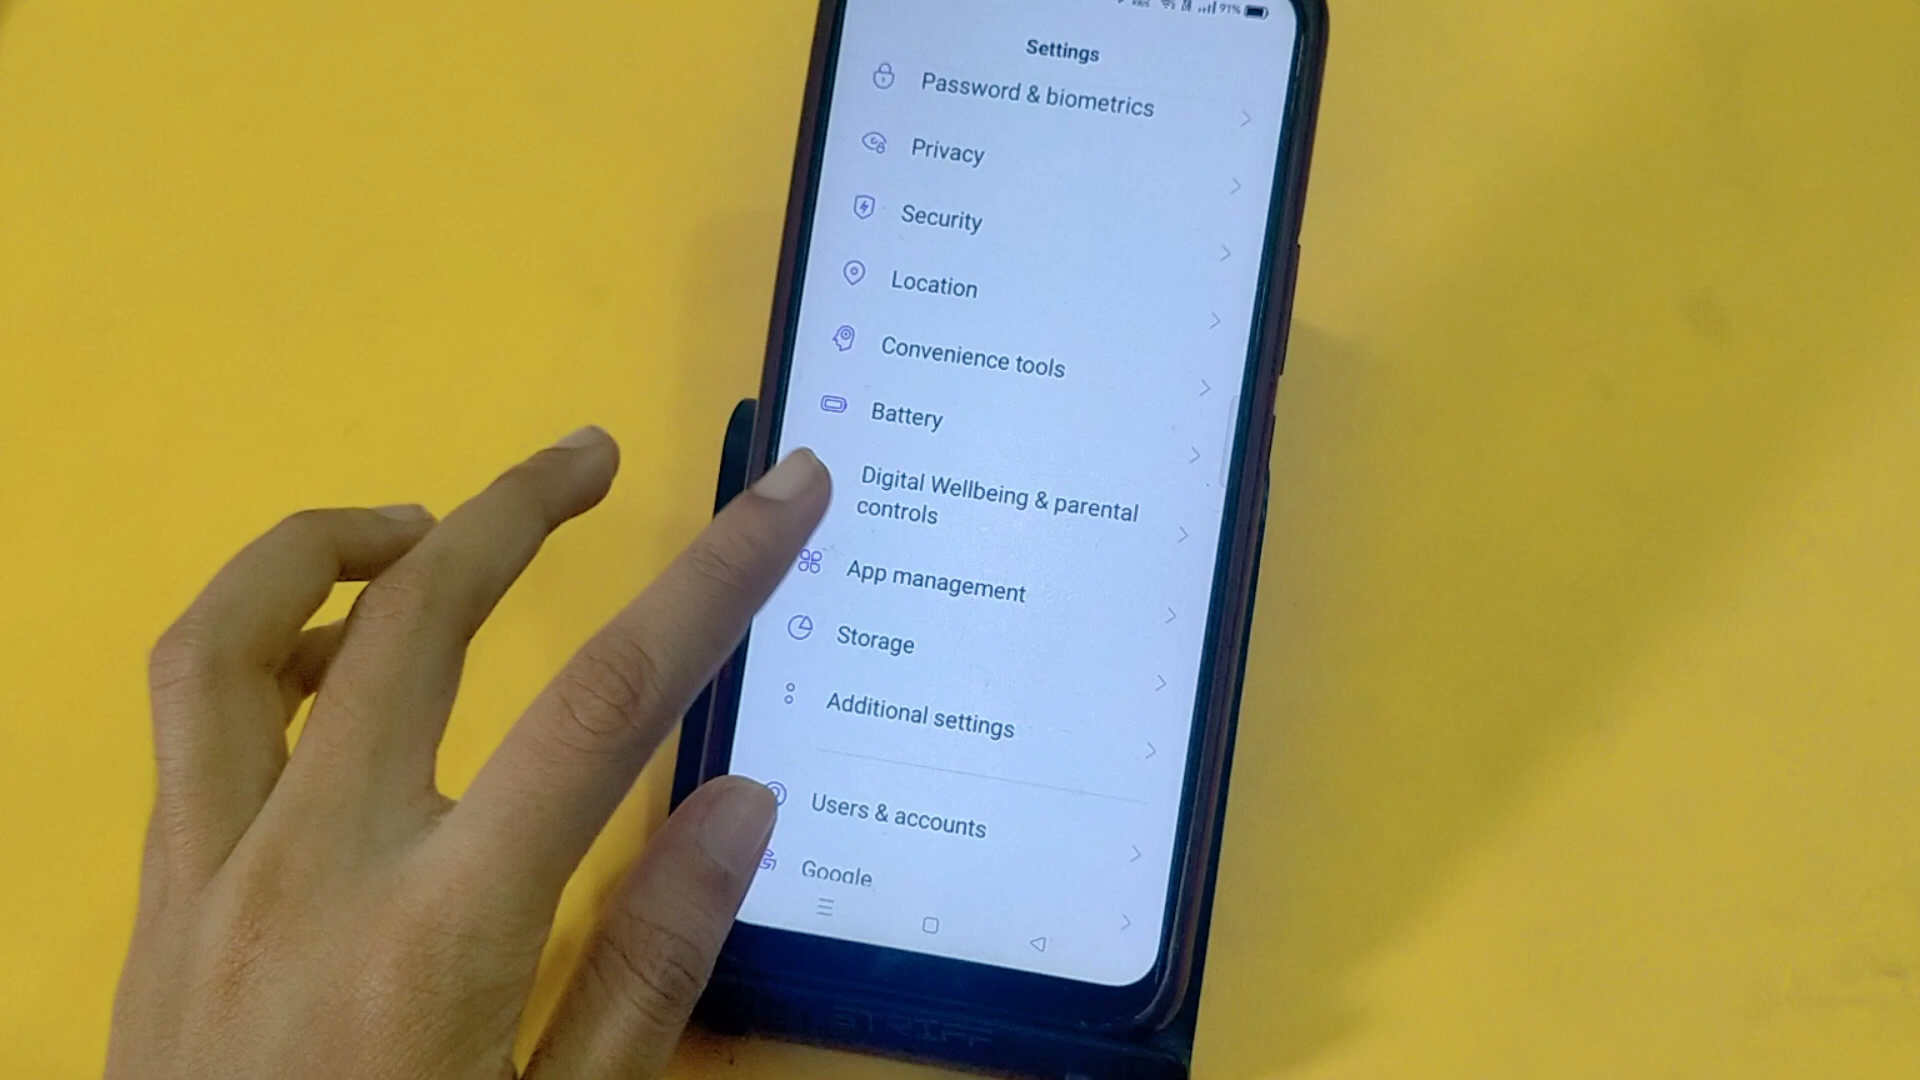 91%
Settings
Password & biometrics
Privacy
Security
Location
Convenience tools
Battery
Digital Wellbeing & parental
controls
App management
Storage
Additional settings
Users & accounts
Google